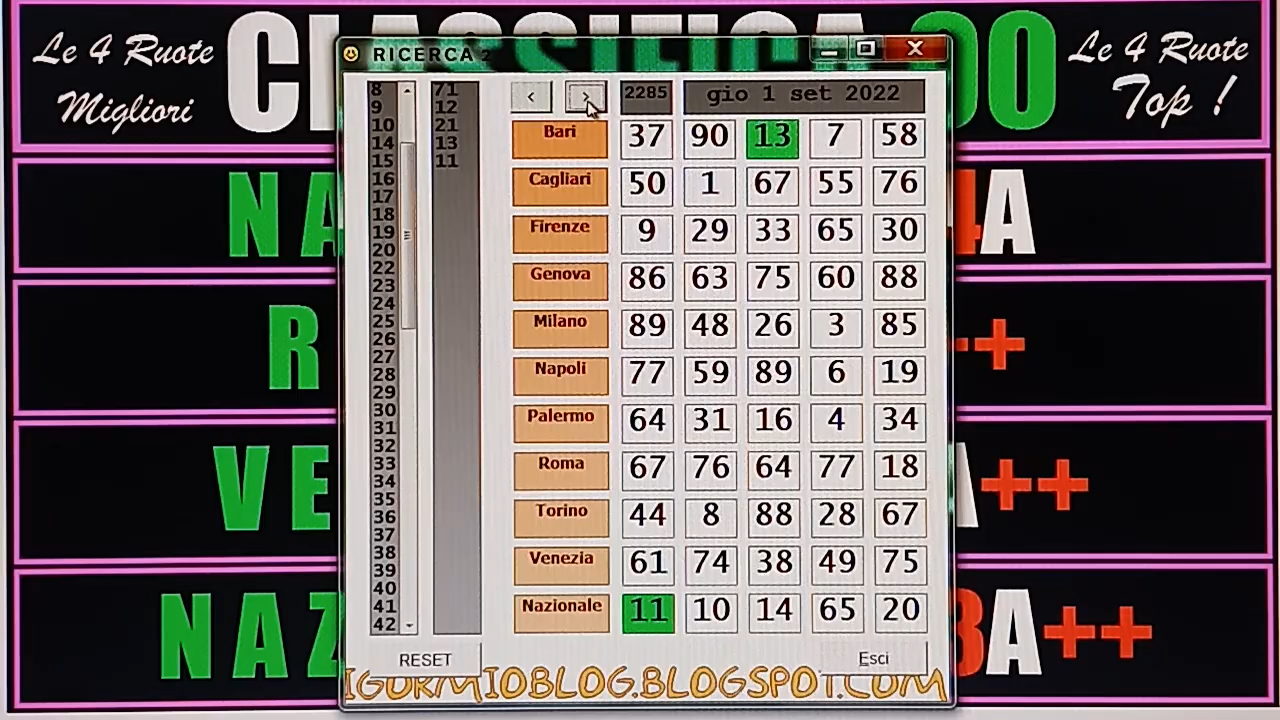 Le 4 Ruote
Migliori
Le 4 Ruote
Top !
RICERCA 2
8
9
10
14
15
16
17
18
19
20
22
23
24
25
26
27
28
29
30
31
32
33
34
35
36
37
38
39
40
41
42
71
12
21
13
11
< > 2285 gio 1 set 2022
Bari 37 90 13 7 58
Cagliari 50 1 67 55 76
Firenze 9 29 33 65 30
Genova 86 63 75 60 88
Milano 89 48 26 3 85
Napoli 77 59 89 6 19
Palermo 64 31 16 4 34
Roma 67 76 64 77 18
Torino 44 8 88 28 67
Venezia 61 74 38 49 75
Nazionale 11 10 14 65 20
RESET Esci
IGORMIOBLOG.BLOGSPOT.COM